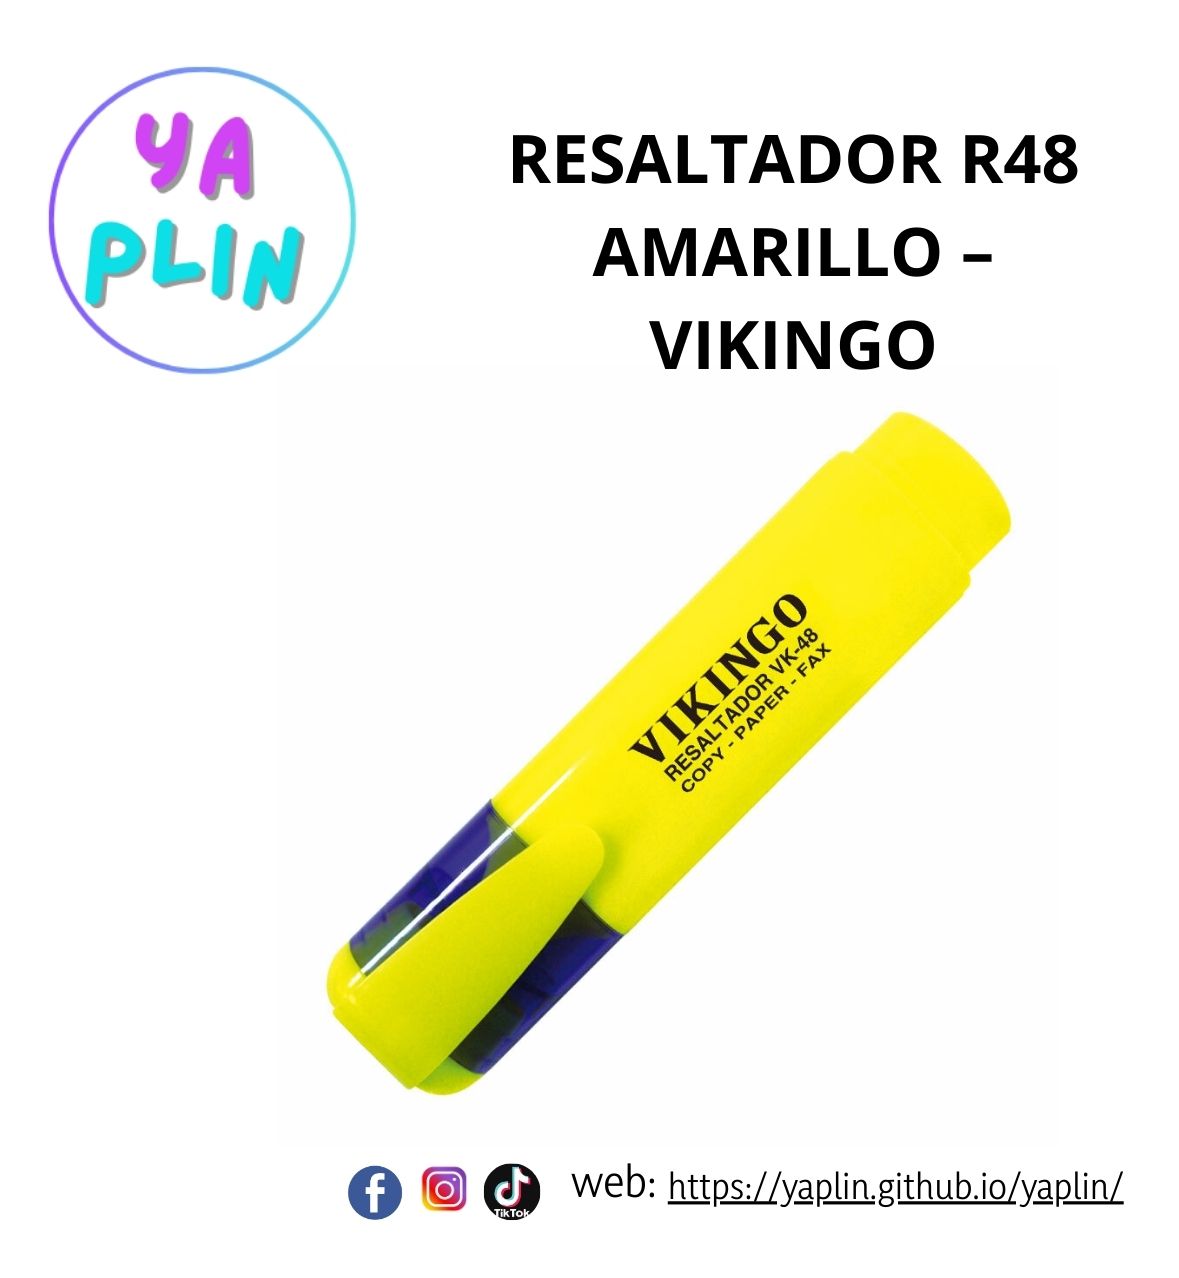 YA
PLIN
RESALTADOR R48
AMARILLO –
VIKINGO
VIKINGO
RESALTADOR VK-48
COPY - PAPER - FAX
TikTok
web: https://yaplin.github.io/yaplin/